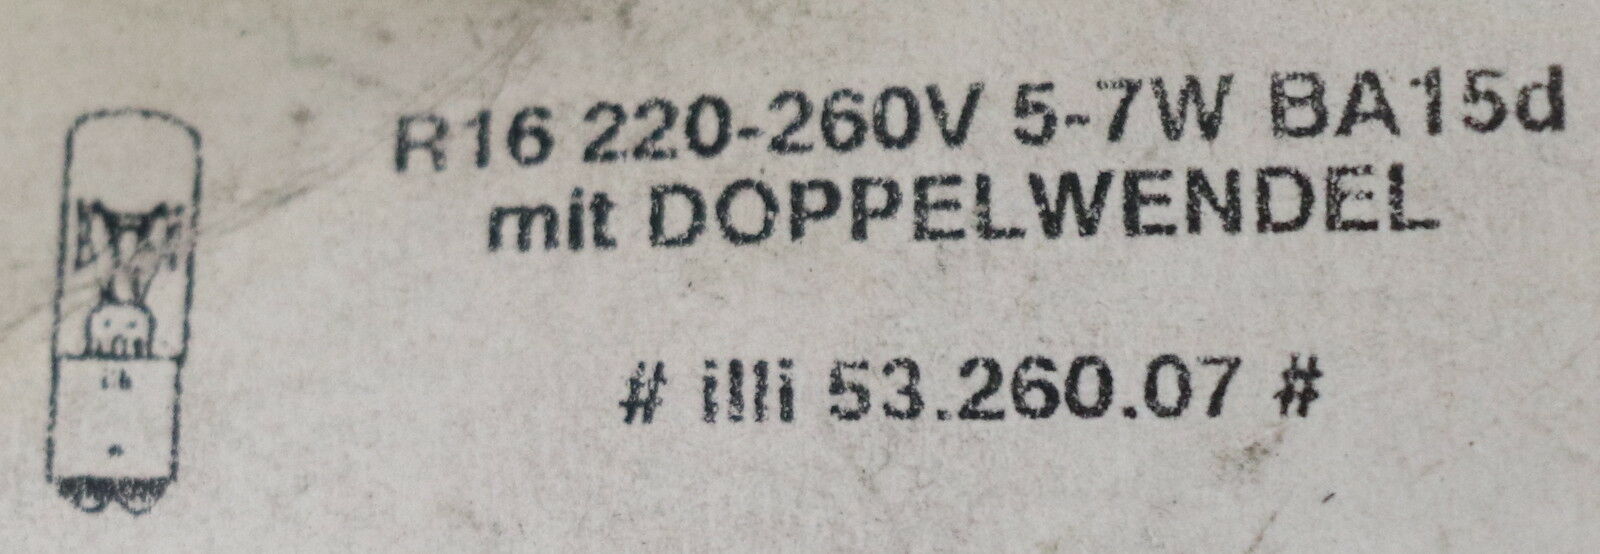 R16 220-260V 5-7W BA15d
mit DOPPELWENDEL
# illi 53.260.07 #